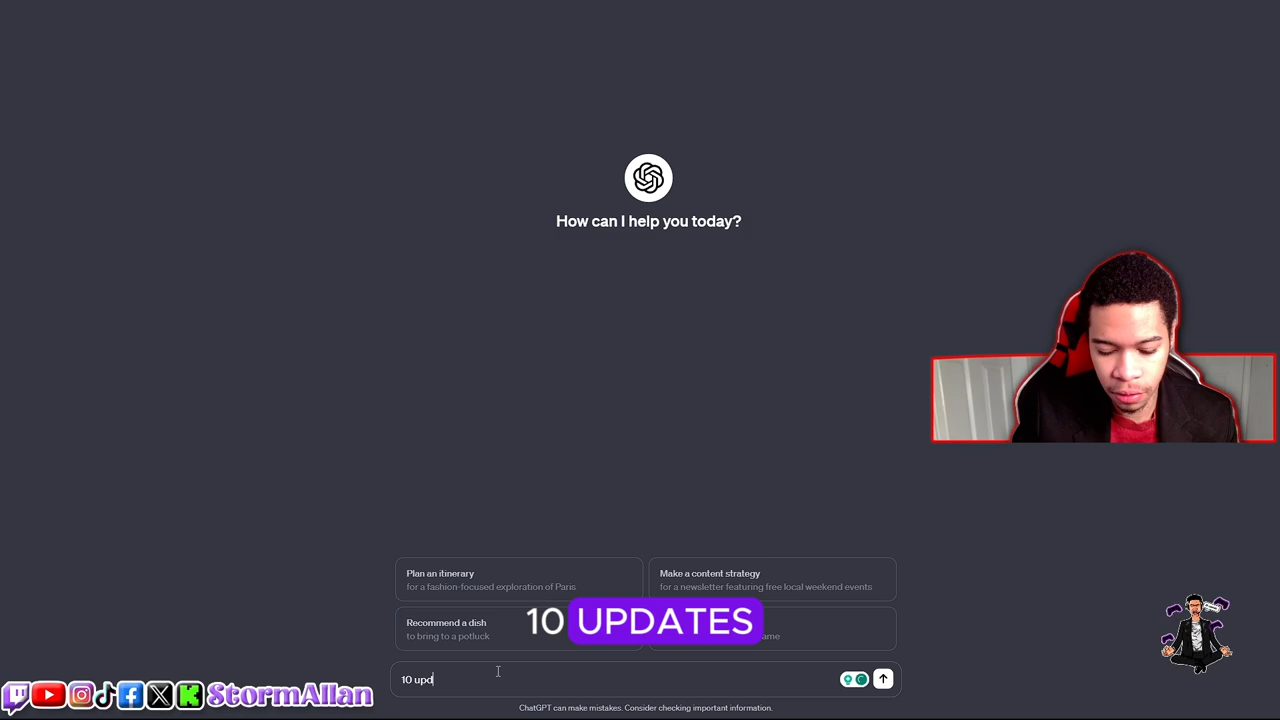 How can I help you today?
Plan an itinerary
for a fashion-focused exploration of Paris
Make a content strategy
for a newsletter featuring free local weekend events
Recommend a dish
to bring to a potluck
ame
10 UPDATES
10 upd
ChatGPT can make mistakes. Consider checking important information.
StormAllan